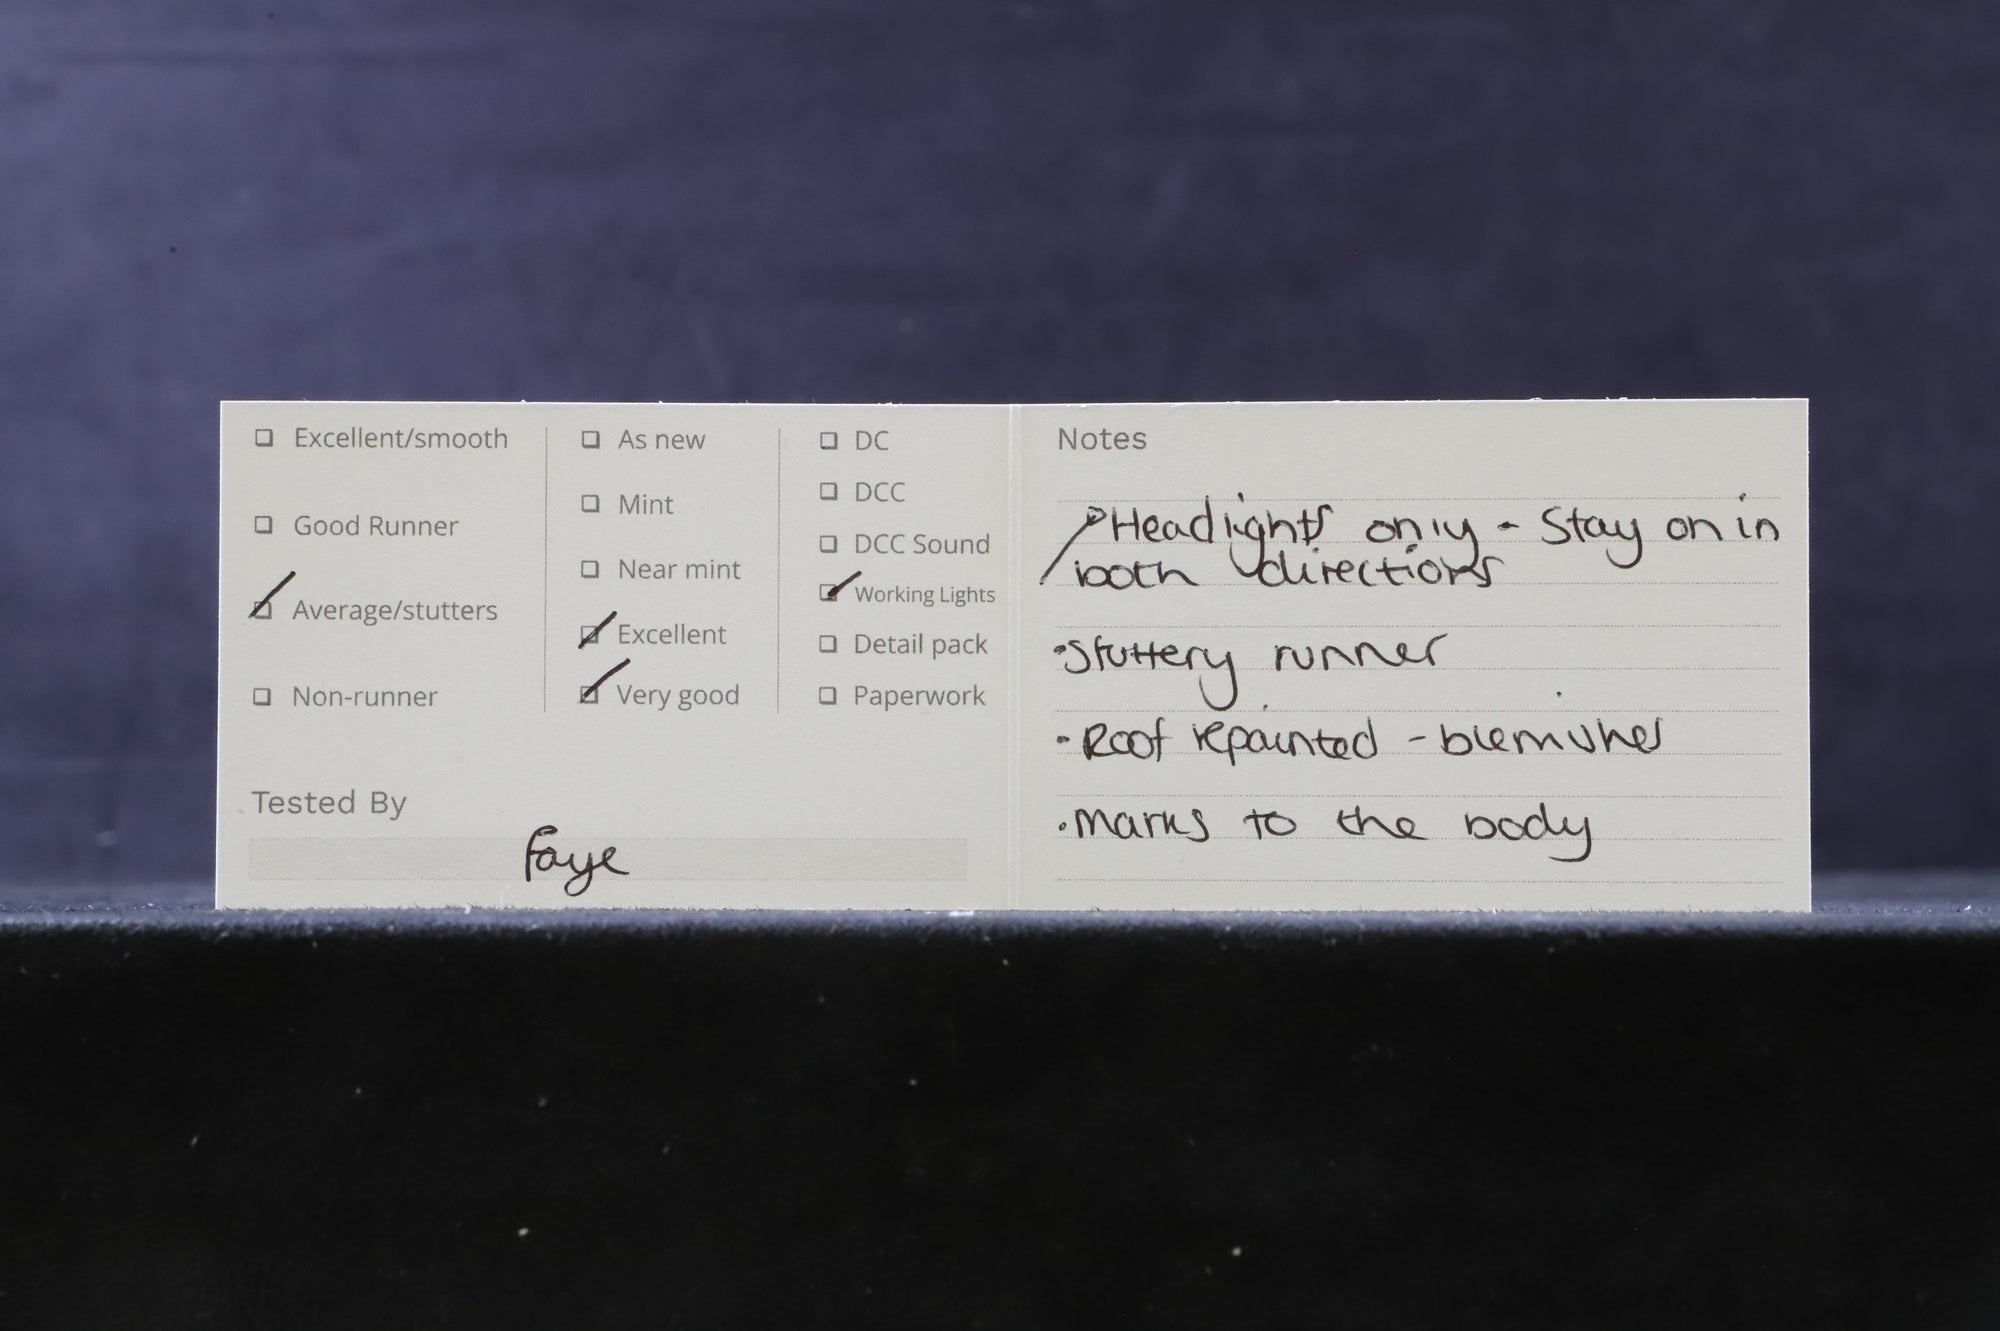 Excellent/smooth
Good Runner
Average/stutters
Non-runner
As new
Mint
Near mint
Excellent
Very good
DC
DCC
DCC Sound
Working Lights
Detail pack
Paperwork
Tested By
Faye
Notes
Headlights only - Stay on in
both directions
• Stuttery runner
• Roof repainted - blemishes
• marks to the body